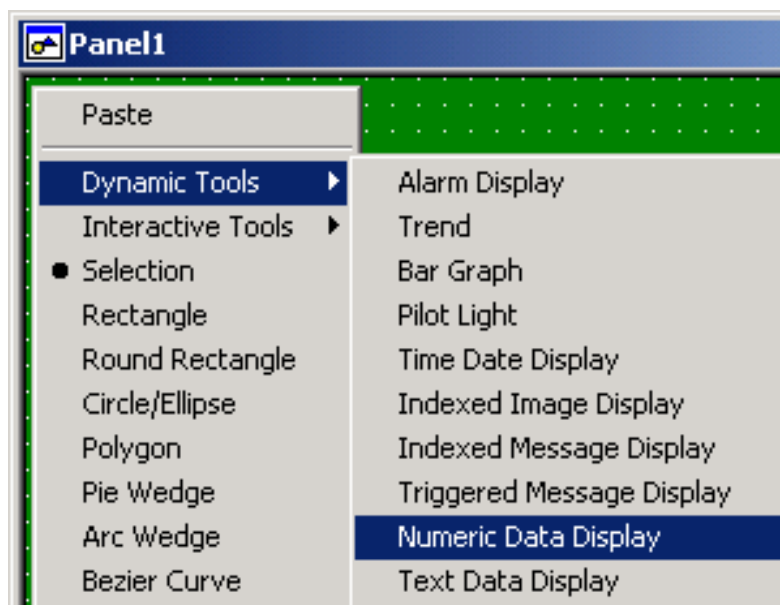 Panel1
Paste
Dynamic Tools
Interactive Tools
Selection
Rectangle
Round Rectangle
Circle/Ellipse
Polygon
Pie Wedge
Arc Wedge
Bezier Curve
Alarm Display
Trend
Bar Graph
Pilot Light
Time Date Display
Indexed Image Display
Indexed Message Display
Triggered Message Display
Numeric Data Display
Text Data Display